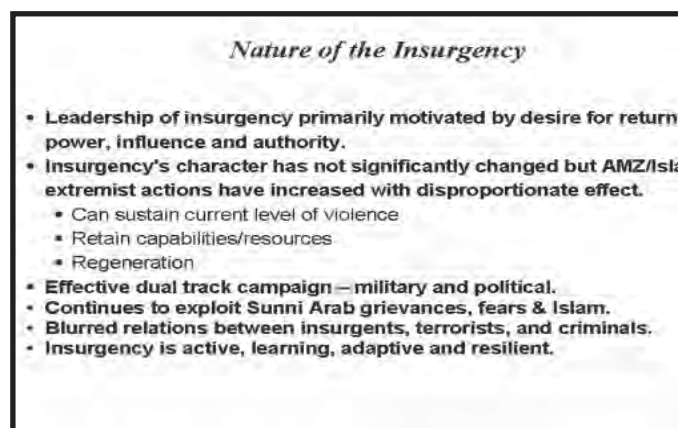 Nature of the Insurgency
• Leadership of insurgency primarily motivated by desire for return
power, influence and authority.
• Insurgency's character has not significantly changed but AMZ/Isla
extremist actions have increased with disproportionate effect.
• Can sustain current level of violence
• Retain capabilities/resources
• Regeneration
• Effective dual track campaign – military and political.
• Continues to exploit Sunni Arab grievances, fears & Islam.
• Blurred relations between insurgents, terrorists, and criminals.
• Insurgency is active, learning, adaptive and resilient.